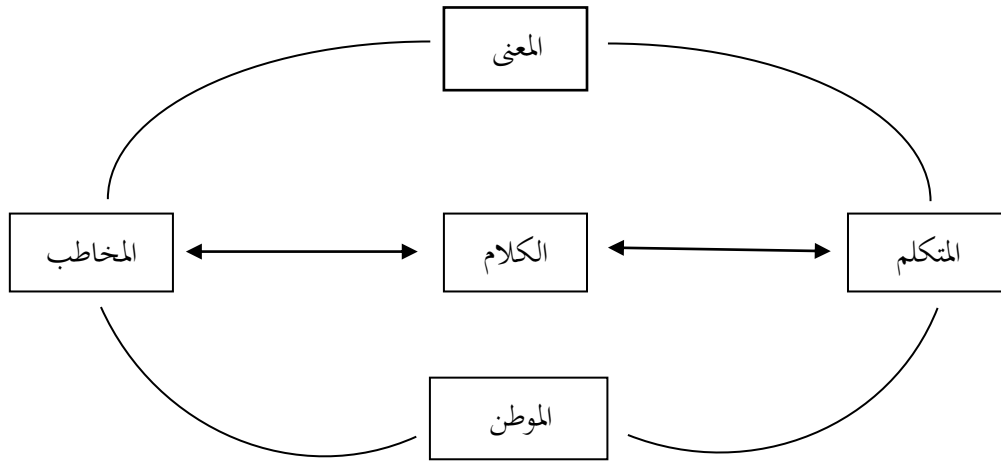 المعنى
المتكلم
الكلام
المخاطب
الموطن